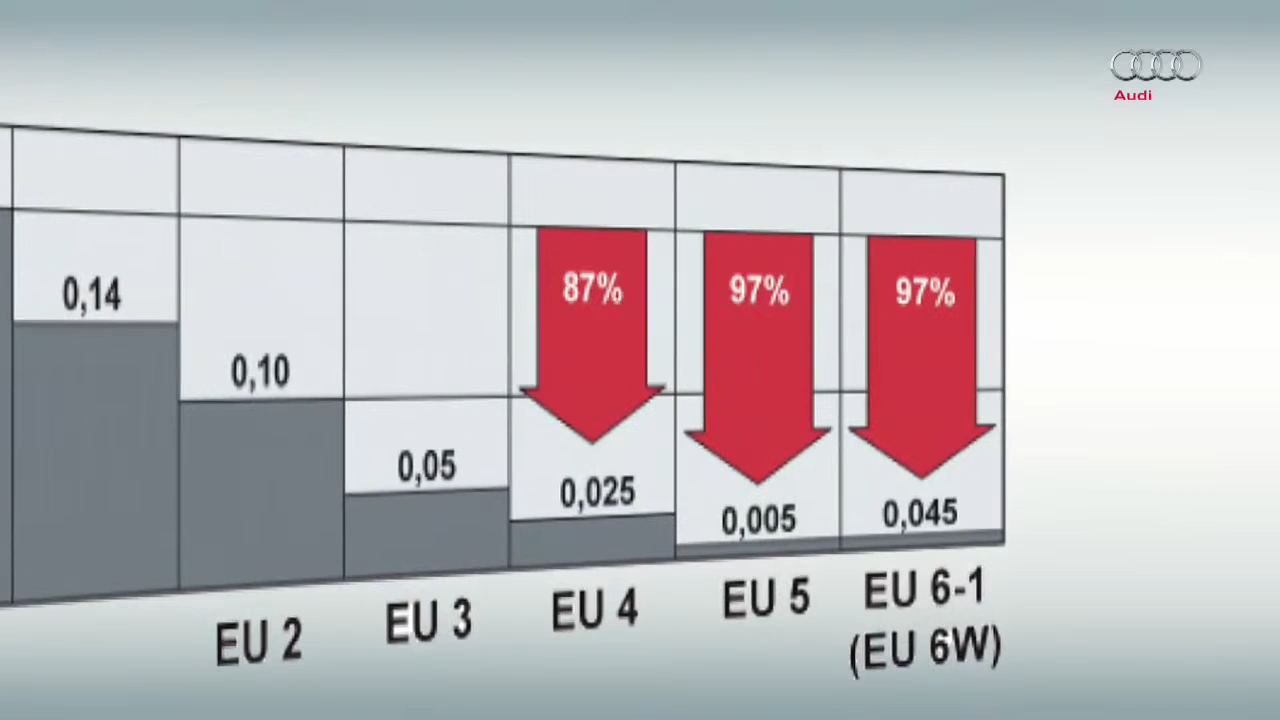 Audi
87%
97%
97%
0,14
0,10
0,05
0,025
0,005
0,045
EU 2
EU 3
EU 4
EU 5
EU 6-1
(EU 6W)